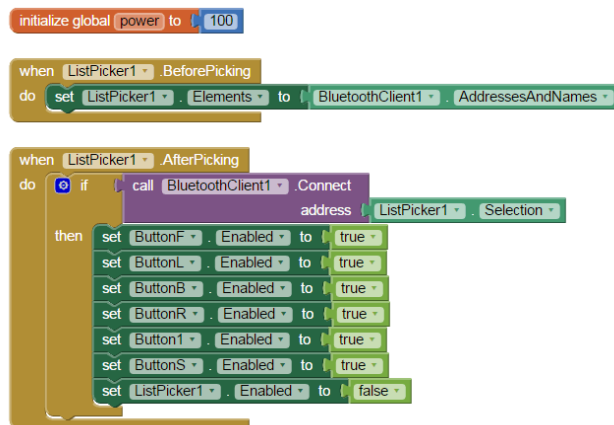 initialize global power to 100
when ListPicker1 .BeforePicking
do set ListPicker1 . Elements to BluetoothClient1 . AddressesAndNames
when ListPicker1 .AfterPicking
do if call BluetoothClient1 .Connect
address ListPicker1 . Selection
then set ButtonF . Enabled to true
set ButtonL . Enabled to true
set ButtonB . Enabled to true
set ButtonR . Enabled to true
set Button1 . Enabled to true
set ButtonS . Enabled to true
set ListPicker1 . Enabled to false